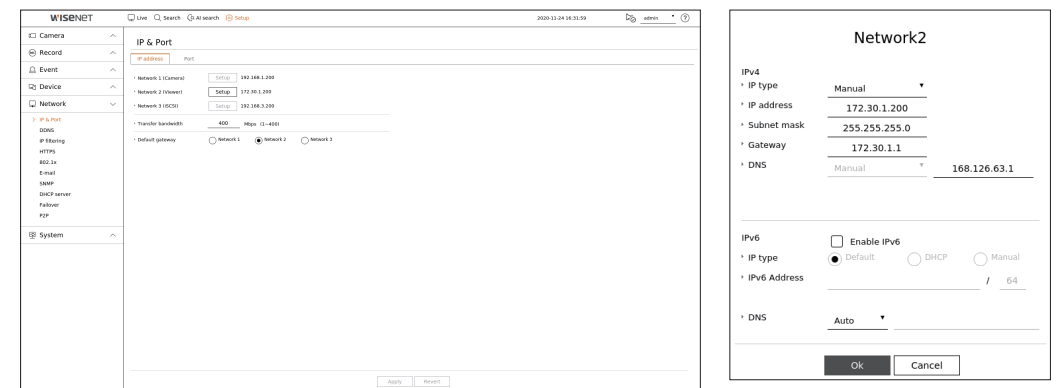 WISENET
Live Search AI search Setup 2020-11-24 16:31:59 admin ?
Camera
Record
Event
Device
Network
IP & Port
DDNS
IP filtering
HTTPS
802.1x
E-mail
SNMP
DHCP server
Failover
P2P
System
IP & Port
IP address Port
Network 1 (Camera) Setup 192.168.1.200
Network 2 (Viewer) Setup 172.30.1.200
Network 3 (iSCSI) Setup 192.168.3.200
Transfer bandwidth 400 Mbps (1~400)
Default gateway Network 1 Network 2 Network 3
Apply Revert
Network2
IPv4
IP type Manual
IP address 172.30.1.200
Subnet mask 255.255.255.0
Gateway 172.30.1.1
DNS Manual 168.126.63.1
IPv6 Enable IPv6
IP type Default DHCP Manual
IPv6 Address / 64
DNS Auto
Ok Cancel